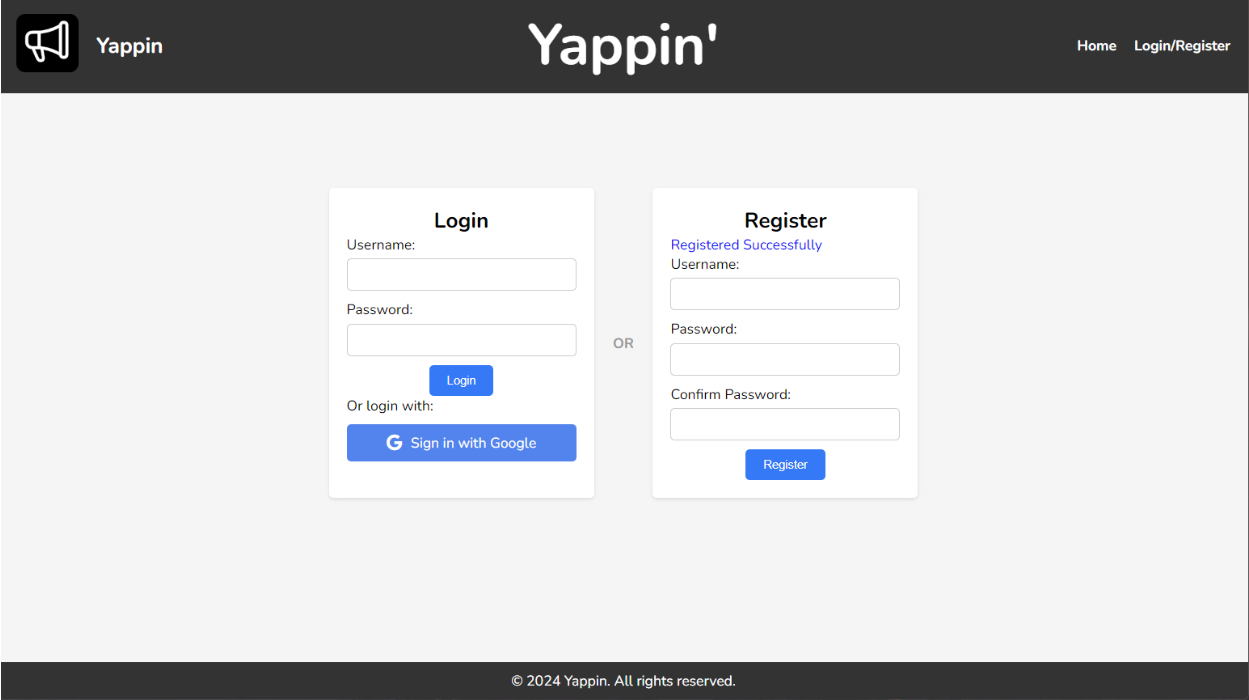 Yappin
Yappin'
Home
Login/Register
Login
Username:
Password:
Login
Or login with:
G Sign in with Google
OR
Register
Registered Successfully
Username:
Password:
Confirm Password:
Register
© 2024 Yappin. All rights reserved.